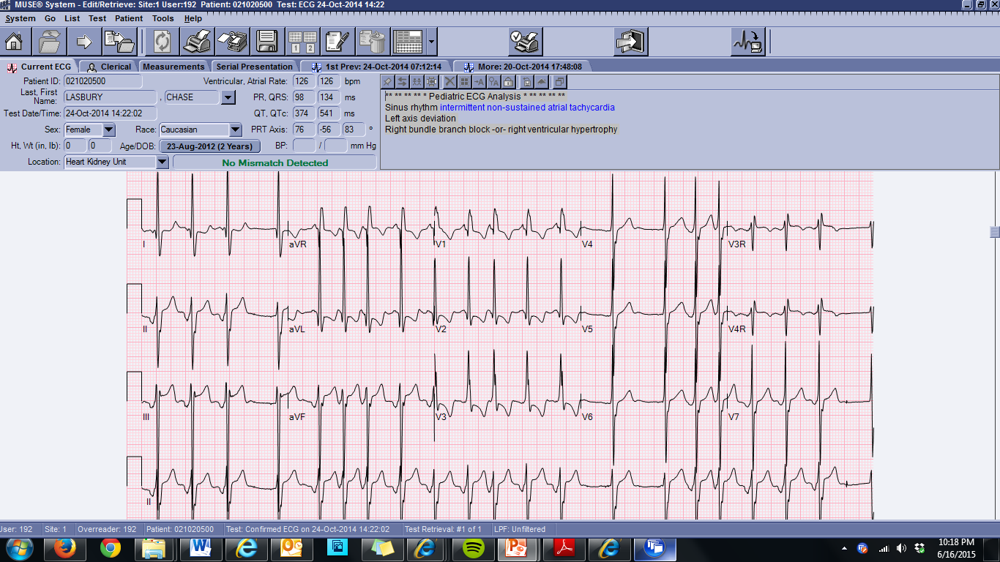 MUSE® System - Edit/Retrieve: Site:1 User:192 Patient: 021020500 Test: ECG 24-Oct-2014 14:22
System Go List Test Patient Tools Help
Current ECG Clerical Measurements Serial Presentation 1st Prev: 24-Oct-2014 07:12:14 More: 20-Oct-2014 17:48:08
Patient ID: 021020500 Ventricular, Atrial Rate: 126 126 bpm
Last, First Name: LASBURY , CHASE PR, QRS: 98 134 ms
Test Date/Time: 24-Oct-2014 14:22:02 QT, QTc: 374 541 ms
Sex: Female Race: Caucasian PRT Axis: 76 -56 83 °
Ht, Wt (in, lb): 0 0 Age/DOB: 23-Aug-2012 (2 Years) BP: / mm Hg
Location: Heart Kidney Unit No Mismatch Detected
** ** ** ** * Pediatric ECG Analysis * ** ** ** **
Sinus rhythm intermittent non-sustained atrial tachycardia
Left axis deviation
Right bundle branch block -or- right ventricular hypertrophy
I aVR V1 V4 V3R
II aVL V2 V5 V4R
III aVF V3 V6 V7
II
User: 192 Site: 1 Overreader: 192 Patient: 021020500 Test: Confirmed ECG on 24-Oct-2014 14:22:02 Test Retrieval: #1 of 1 LPF: Unfiltered
10:18 PM
6/16/2015